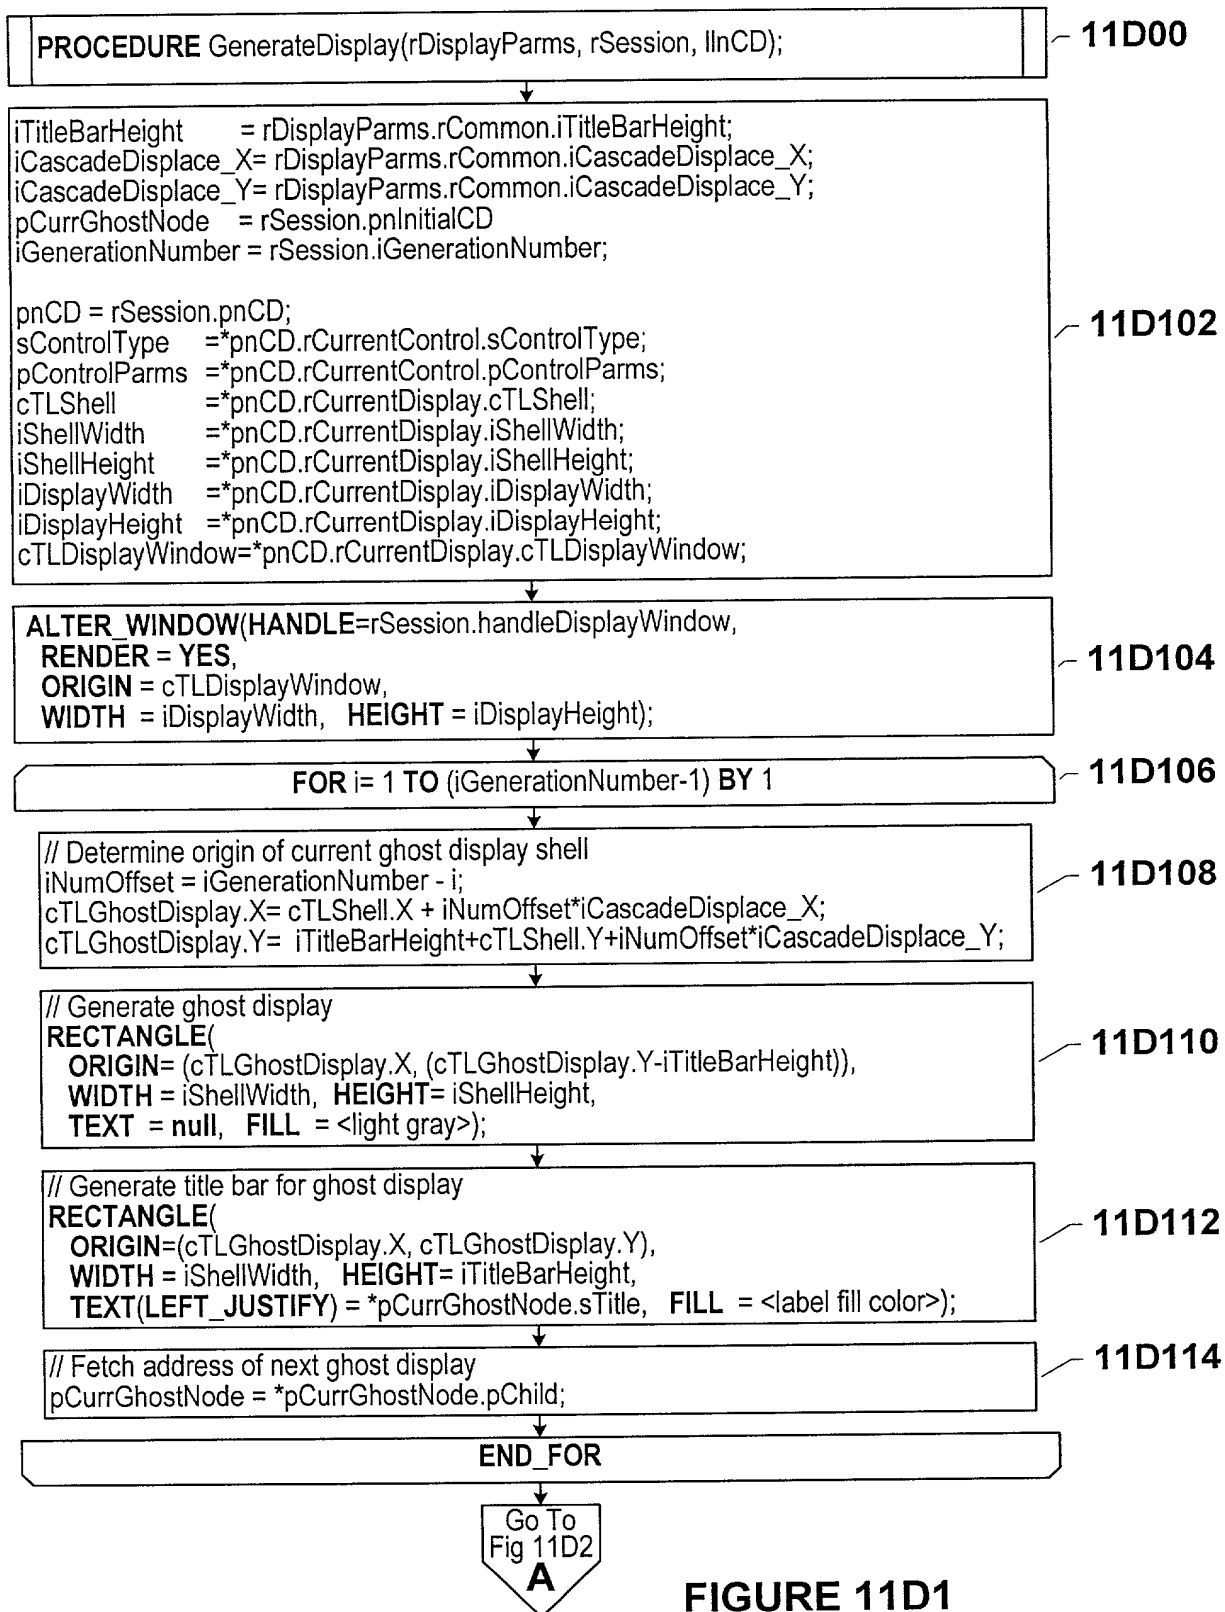 PROCEDURE GenerateDisplay(rDisplayParms, rSession, llnCD);
11D00
iTitleBarHeight = rDisplayParms.rCommon.iTitleBarHeight;
iCascadeDisplace_X= rDisplayParms.rCommon.iCascadeDisplace_X;
iCascadeDisplace_Y= rDisplayParms.rCommon.iCascadeDisplace_Y;
pCurrGhostNode = rSession.pnInitialCD
iGenerationNumber = rSession.iGenerationNumber;
pnCD = rSession.pnCD;
sControlType =*pnCD.rCurrentControl.sControlType;
pControlParms =*pnCD.rCurrentControl.pControlParms;
cTLShell =*pnCD.rCurrentDisplay.cTLShell;
iShellWidth =*pnCD.rCurrentDisplay.iShellWidth;
iShellHeight =*pnCD.rCurrentDisplay.iShellHeight;
iDisplayWidth =*pnCD.rCurrentDisplay.iDisplayWidth;
iDisplayHeight =*pnCD.rCurrentDisplay.iDisplayHeight;
cTLDisplayWindow=*pnCD.rCurrentDisplay.cTLDisplayWindow;
11D102
ALTER_WINDOW(HANDLE=rSession.handleDisplayWindow,
RENDER = YES,
ORIGIN = cTLDisplayWindow,
WIDTH = iDisplayWidth, HEIGHT = iDisplayHeight);
11D104
FOR i= 1 TO (iGenerationNumber-1) BY 1
11D106
// Determine origin of current ghost display shell
iNumOffset = iGenerationNumber - i;
cTLGhostDisplay.X= cTLShell.X + iNumOffset*iCascadeDisplace_X;
cTLGhostDisplay.Y= iTitleBarHeight+cTLShell.Y+iNumOffset*iCascadeDisplace_Y;
11D108
// Generate ghost display
RECTANGLE(
ORIGIN= (cTLGhostDisplay.X, (cTLGhostDisplay.Y-iTitleBarHeight)),
WIDTH = iShellWidth, HEIGHT= iShellHeight,
TEXT = null, FILL = <light gray>);
11D110
// Generate title bar for ghost display
RECTANGLE(
ORIGIN=(cTLGhostDisplay.X, cTLGhostDisplay.Y),
WIDTH = iShellWidth, HEIGHT= iTitleBarHeight,
TEXT(LEFT_JUSTIFY) = *pCurrGhostNode.sTitle, FILL = <label fill color>);
11D112
// Fetch address of next ghost display
pCurrGhostNode = *pCurrGhostNode.pChild;
11D114
END_FOR
Go To
Fig 11D2
A
FIGURE 11D1